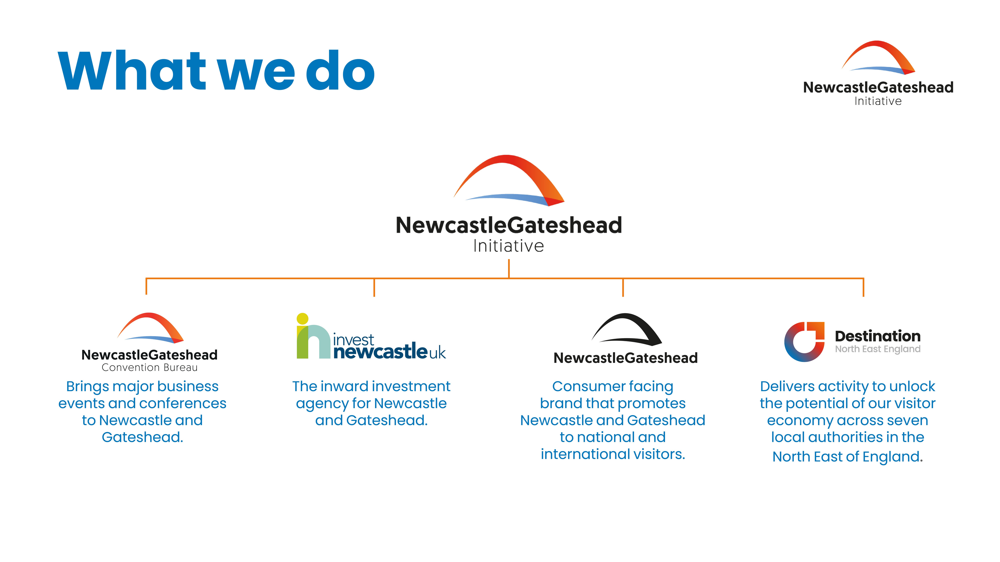 What we do
NewcastleGateshead
Initiative
NewcastleGateshead
Initiative
NewcastleGateshead
Convention Bureau
Brings major business
events and conferences
to Newcastle and
Gateshead.
in
invest
newcastle uk
The inward investment
agency for Newcastle
and Gateshead.
NewcastleGateshead
Consumer facing
brand that promotes
Newcastle and Gateshead
to national and
international visitors.
Destination
North East England
Delivers activity to unlock
the potential of our visitor
economy across seven
local authorities in the
North East of England.